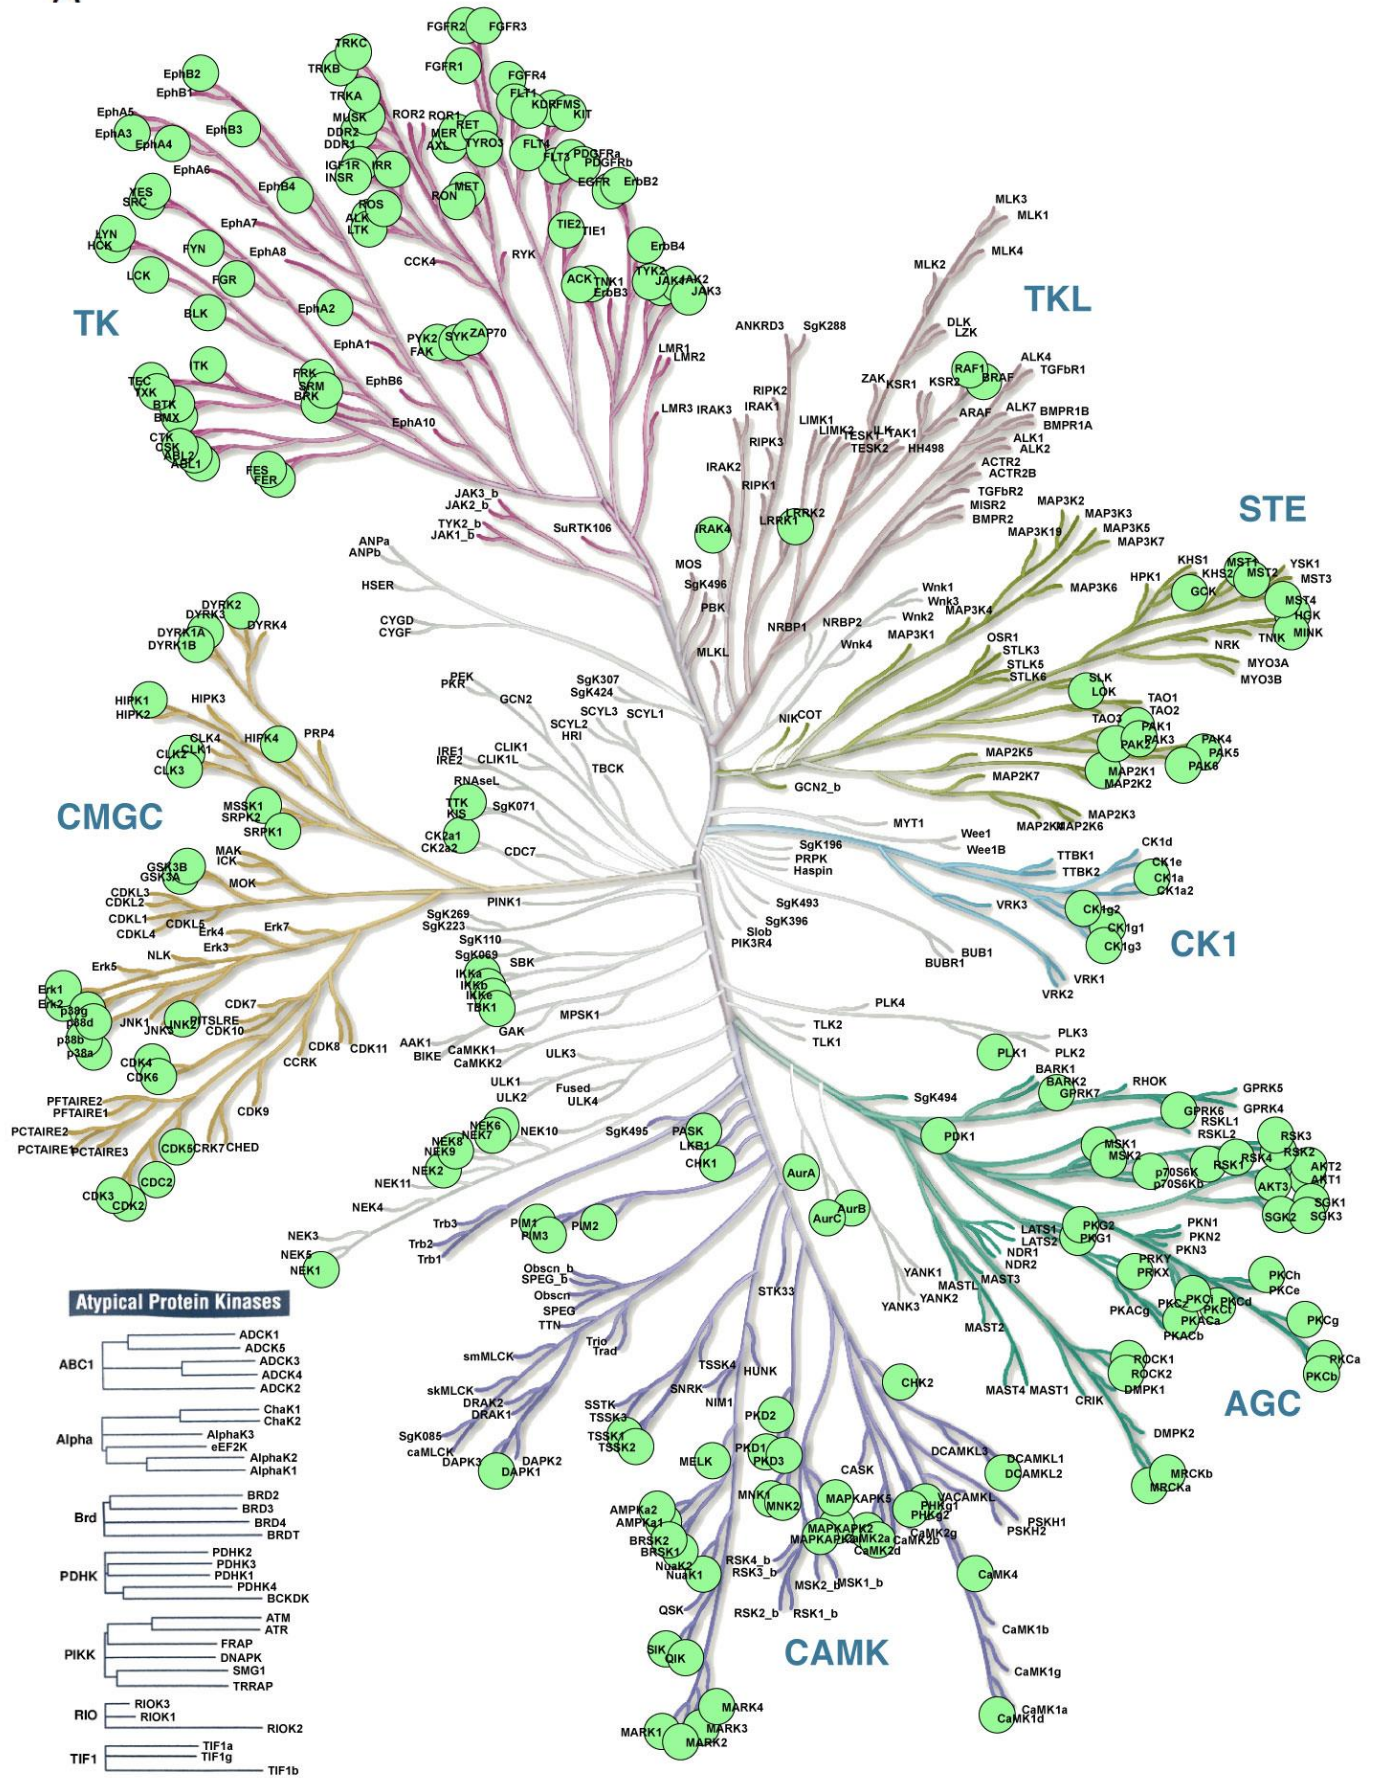 FGFR2
FGFR3
TRKC
TRKB
FGFR1
EphB2
FGFR4
EphB1
TRKA
FLT1
KDR
FMS
KIT
EphA5
MUSK
ROR2
ROR1
RET
EphA3
EphB3
DDR2
MER
EphA4
DDR1
AXL
TYRO3
FLT4
FLT3
PDGFRa
PDGFRb
EphA6
IGF1R
IRR
INSR
EGFR
ErbB2
EphB4
MET
RON
YES
SRC
ROS
ALK
LTK
EphA7
TIE2
TIE1
LYN
HCK
FYN
EphA8
RYK
ErbB4
CCK4
LCK
FGR
ACK
TNK1
ErbB3
TYK2
JAK1
JAK2
JAK3
BLK
EphA2
TK
PYK2
FAK
SYK
ZAP70
EphA1
LMR1
LMR2
ITK
FRK
SRM
BRK
EphB6
TEC
TXK
BTK
BMX
LMR3
EphA10
CTK
CSK
ABL2
ABL1
FES
FER
JAK3_b
JAK2_b
TYK2_b
JAK1_b
SuRTK106
MLK3
MLK1
MLK4
MLK2
TKL
ANKRD3
SgK288
DLK
LZK
ALK4
TGFbR1
RAF1
BRAF
ZAK
KSR1
KSR2
RIPK2
IRAK3
IRAK1
ARAF
ALK7
BMPR1B
BMPR1A
LIMK1
LIMK2
TESK1
ILK
TAK1
TESK2
HH498
RIPK3
ALK1
ALK2
IRAK2
ACTR2
ACTR2B
RIPK1
TGFbR2
MISR2
BMPR2
LRRK2
LRRK1
IRAK4
MAP3K2
MAP3K3
MAP3K5
MAP3K7
MAP3K19
STE
ANPa
ANPb
MOS
HSER
SgK496
PBK
Wnk1
Wnk3
Wnk2
MAP3K6
MAP3K4
HPK1
KHS1
KHS2
MST1
MST2
YSK1
MST3
GCK
MST4
HGK
MINK
TNIK
NRK
MYO3A
MYO3B
CYGD
CYGF
NRBP1
NRBP2
Wnk4
MAP3K1
OSR1
STLK3
STLK5
STLK6
MLKL
SLK
LOK
TAO1
TAO2
TAO3
PAK1
PAK3
PAK2
PAK4
PAK5
PAK6
NIK
COT
MAP2K5
MAP2K7
MAP2K1
MAP2K2
GCN2_b
MAP2K3
MAP2K4
MAP2K6
DYRK2
DYRK3
DYRK4
DYRK1A
DYRK1B
PEK
PKR
GCN2
SgK307
SgK424
SCYL3
SCYL1
SCYL2
HRI
HIPK1
HIPK2
HIPK3
HIPK4
PRP4
CLK4
CLK1
CLK2
CLK3
IRE1
IRE2
CLIK1
CLIK1L
TBCK
RNAseL
CMGC
MSSK1
SRPK2
SRPK1
TTK
KIS
SgK071
CK2a1
CK2a2
CDC7
MYT1
Wee1
Wee1B
SgK196
PRPK
Haspin
TTBK1
TTBK2
CK1d
CK1e
CK1a
CK1a2
MAK
ICK
GSK3B
GSK3A
MOK
CDKL3
CDKL2
CDKL1
CDKL5
CDKL4
PINK1
SgK493
SgK396
Slob
PIK3R4
VRK3
CK1g2
CK1g1
CK1g3
CK1
SgK269
SgK223
Erk7
Erk4
Erk3
NLK
Erk5
SgK110
SgK069
SBK
BUB1
BUBR1
VRK1
VRK2
Erk1
Erk2
p38g
p38d
p38b
p38a
IKKa
IKKb
IKKe
TBK1
JNK1
JNK3
JNK2
CDK7
PITSLRE
CDK10
GAK
MPSK1
PLK4
TLK2
TLK1
PLK3
PLK2
PLK1
CDK4
CDK6
CDK8
CDK11
CCRK
AAK1
BIKE
CaMKK1
CaMKK2
ULK3
ULK1
ULK2
Fused
ULK4
BARK1
BARK2
GPRK7
RHOK
GPRK5
GPRK4
GPRK6
SgK494
PFTAIRE2
PFTAIRE1
PCTAIRE2
PCTAIRE1
PCTAIRE3
CDK9
CDK5
CRK7
CHED
CDC2
CDK3
CDK2
NEK6
NEK7
NEK10
NEK8
NEK9
NEK2
NEK11
NEK4
NEK3
NEK5
NEK1
SgK495
PASK
LKB1
CHK1
PDK1
RSKL1
RSKL2
MSK1
MSK2
p70S6K
p70S6Kb
RSK1
RSK4
RSK3
RSK2
AKT2
AKT1
AKT3
SGK1
SGK2
SGK3
AurA
AurB
AurC
Trb3
Trb2
Trb1
PIM1
PIM2
PIM3
LATS1
LATS2
NDR1
NDR2
PKG2
PKG1
PKN1
PKN2
PKN3
PRKY
PRKX
PKCh
PKCe
PKCi
PKCd
PKCz
PKCt
PKCg
PKACg
PKACa
PKACb
PKCa
PKCb
YANK1
YANK2
YANK3
MASTL
MAST3
MAST2
MAST4
MAST1
ROCK1
ROCK2
DMPK1
CRIK
DMPK2
MRCKb
MRCKa
AGC
Obscn_b
SPEG_b
Obscn
SPEG
TTN
STK33
Trio
Trad
smMLCK
TSSK4
HUNK
SNRK
NIM1
skMLCK
DRAK2
DRAK1
SSTK
TSSK3
TSSK1
TSSK2
SgK085
caMLCK
DAPK3
DAPK2
DAPK1
CHK2
PKD2
PKD1
PKD3
MELK
CASK
DCAMKL3
DCAMKL1
DCAMKL2
MNK1
MNK2
MAPKAPK5
MAPKAPK2
MAPKAPK3
VACAMKL
PHKg1
PHKg2
PSKH1
PSKH2
AMPKa2
AMPKa1
BRSK2
BRSK1
NuaK2
NuaK1
CaMK2a
CaMK2g
CaMK2b
CaMK2d
RSK4_b
RSK3_b
MSK2_b
MSK1_b
RSK2_b
RSK1_b
CaMK4
QSK
SIK
QIK
CaMK1b
CaMK1g
CaMK1a
CaMK1d
CAMK
MARK4
MARK3
MARK1
MARK2
Atypical Protein Kinases
ABC1
ADCK1
ADCK5
ADCK3
ADCK4
ADCK2
Alpha
ChaK1
ChaK2
AlphaK3
eEF2K
AlphaK2
AlphaK1
Brd
BRD2
BRD3
BRD4
BRDT
PDHK
PDHK2
PDHK3
PDHK1
PDHK4
BCKDK
PIKK
ATM
ATR
FRAP
DNAPK
SMG1
TRRAP
RIO
RIOK3
RIOK1
RIOK2
TIF1
TIF1a
TIF1g
TIF1b